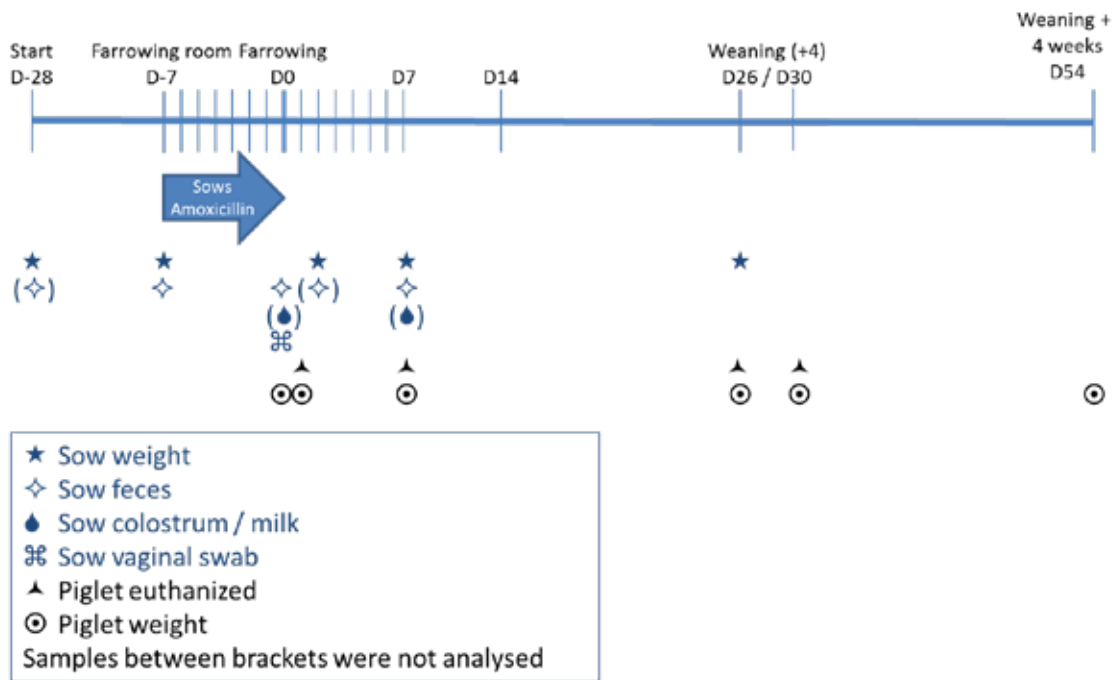 Weaning +
Start Farrowing room Farrowing Weaning (+4) 4 weeks
D-28 D-7 D0 D7 D14 D26 / D30 D54
Sows
Amoxicillin
Sow weight
Sow feces
Sow colostrum / milk
Sow vaginal swab
Piglet euthanized
Piglet weight
Samples between brackets were not analysed